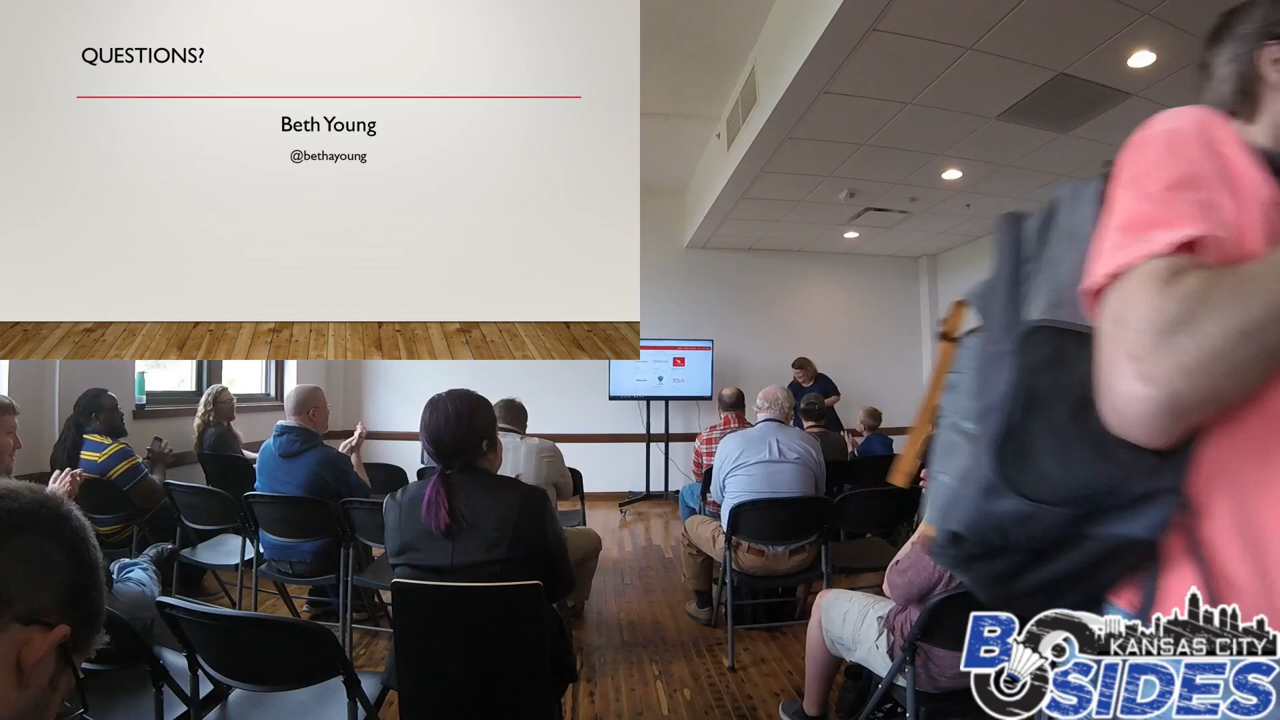 QUESTIONS?
Beth Young
@bethayoung
KANSAS CITY
BSIDES